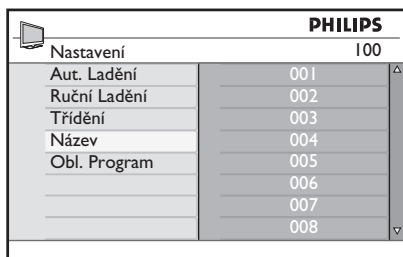 PHILIPS
Nastavení 100
Aut. Ladění 001
Ruční Ladění 002
Třídění 003
Název 004
Obl. Program 005
006
007
008